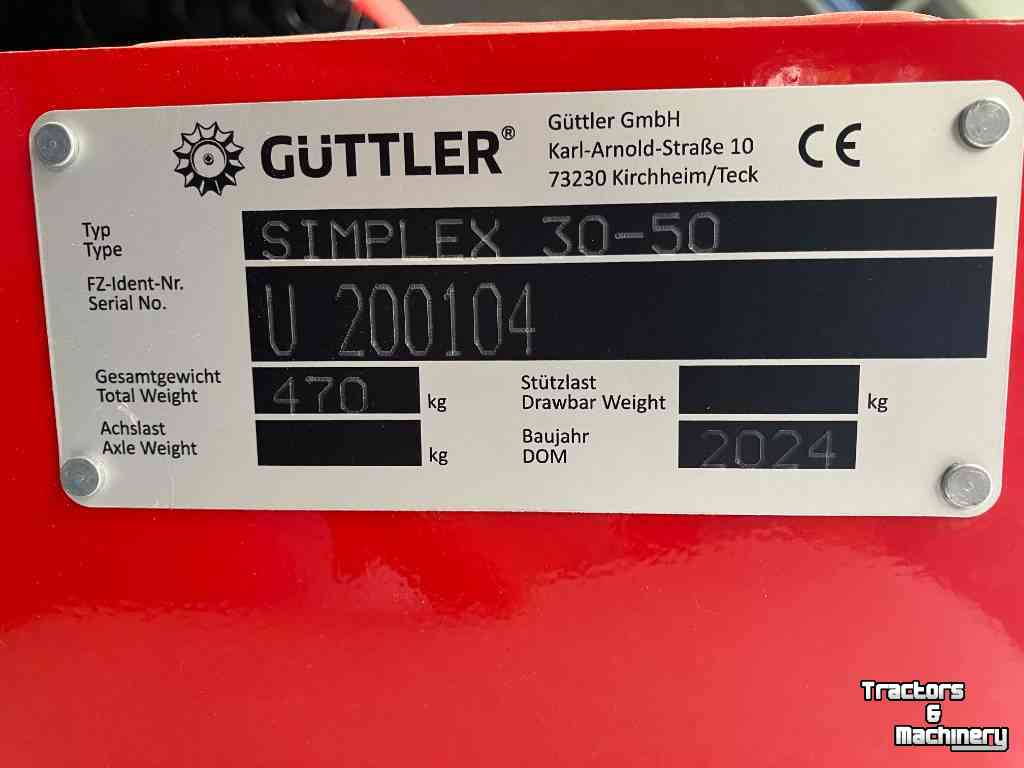 GÜTTLER®
Güttler GmbH
Karl-Arnold-Straße 10
73230 Kirchheim/Teck
CE
Typ
Type
SIMPLEX 30-50
FZ-Ident-Nr.
Serial No.
U 200104
Gesamtgewicht
Total Weight
470 kg
Stützlast
Drawbar Weight
kg
Achslast
Axle Weight
kg
Baujahr
DOM
2024
Tractors
&
Machinery